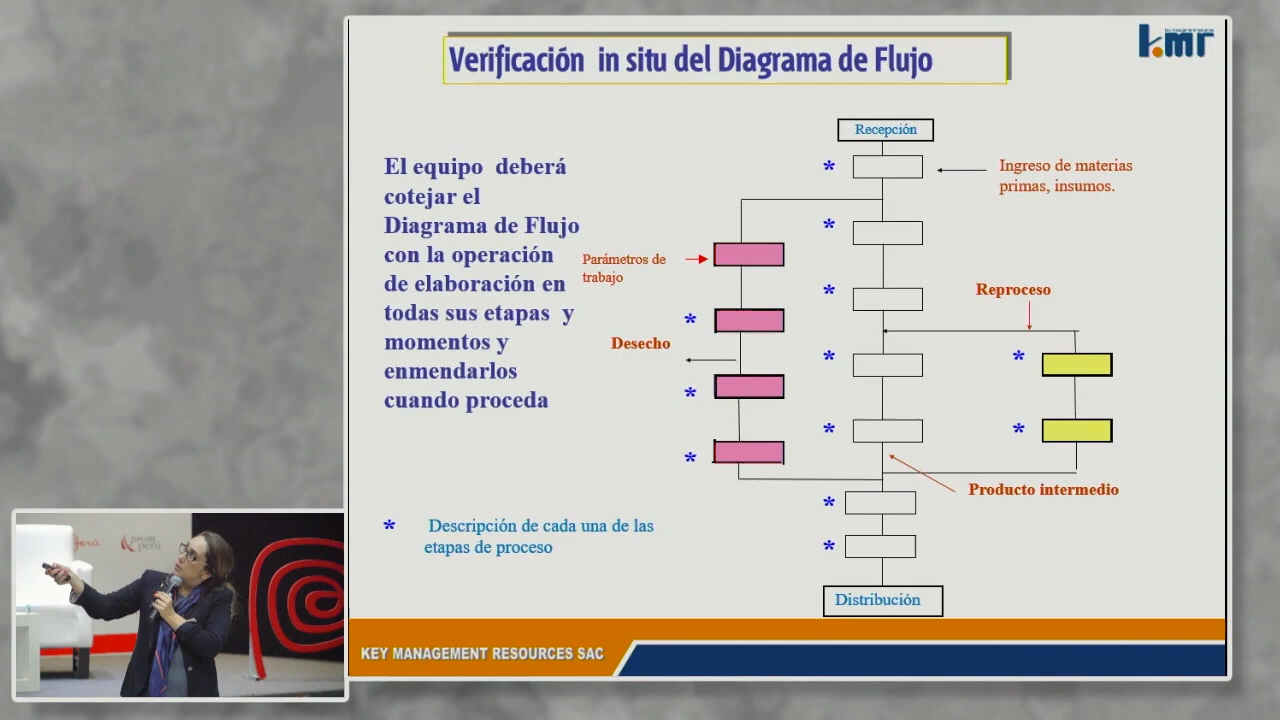 Verificación in situ del Diagrama de Flujo
kmr
Recepción
El equipo deberá
cotejar el
Diagrama de Flujo
con la operación
de elaboración en
todas sus etapas y
momentos y
enmendarlos
cuando proceda
Ingreso de materias
primas, insumos.
Parámetros de
trabajo
Reproceso
Desecho
Producto intermedio
* Descripción de cada una de las
etapas de proceso
Distribución
KEY MANAGEMENT RESOURCES SAC
*
*
*
*
*
*
*
*
*
*
*
*
perú